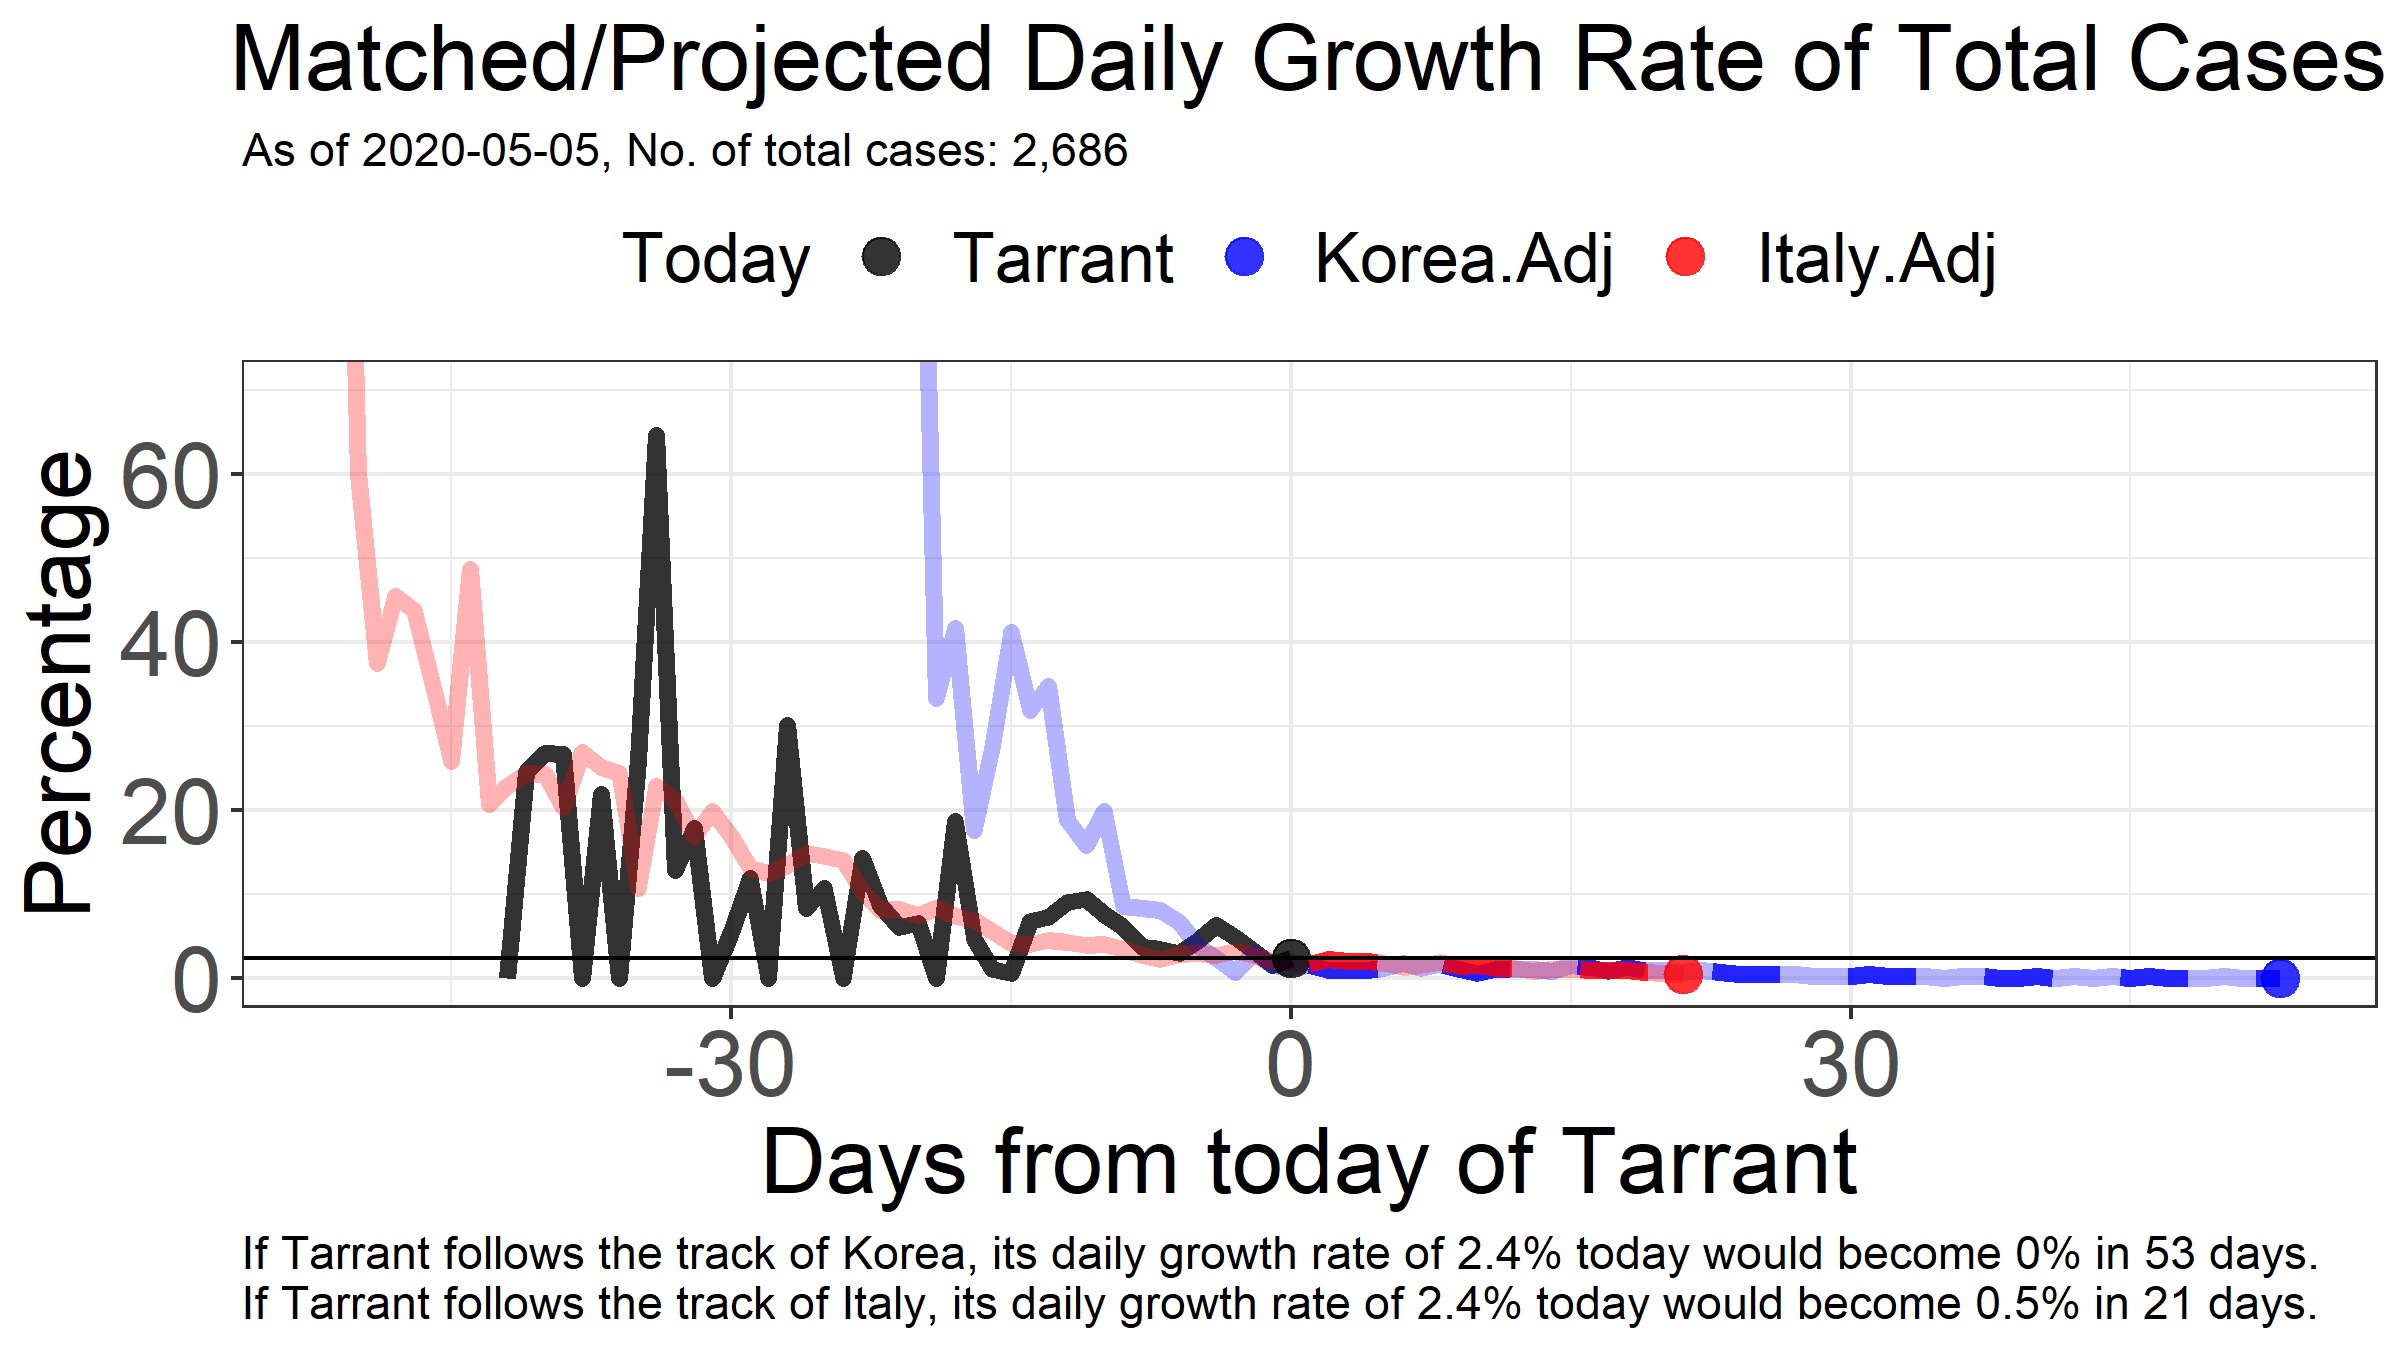 Matched/Projected Daily Growth Rate of Total Cases
As of 2020-05-05, No. of total cases: 2,686
Today Tarrant Korea.Adj Italy.Adj
Percentage
60
40
20
0
-30 0 30
Days from today of Tarrant
If Tarrant follows the track of Korea, its daily growth rate of 2.4% today would become 0% in 53 days.
If Tarrant follows the track of Italy, its daily growth rate of 2.4% today would become 0.5% in 21 days.